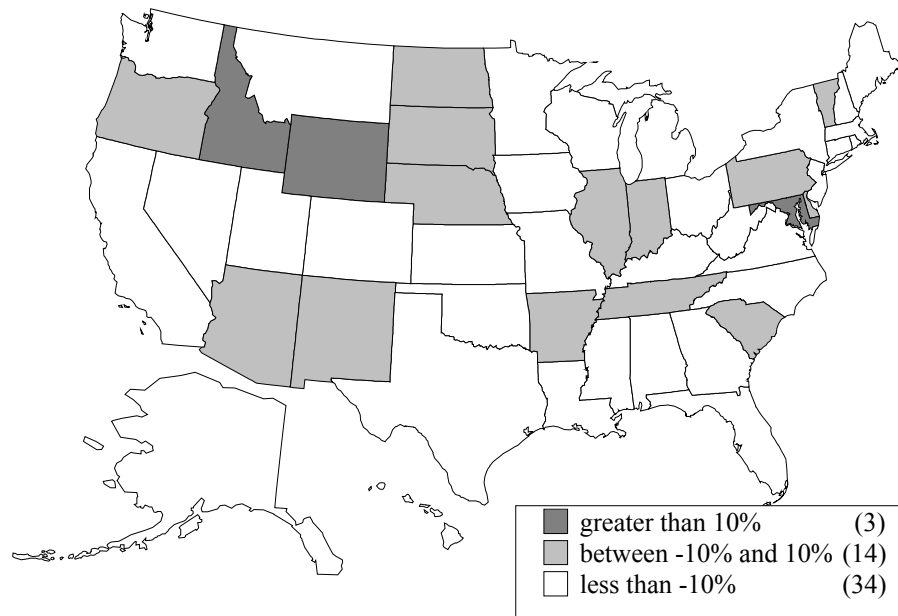 greater than 10% (3)
between -10% and 10% (14)
less than -10% (34)